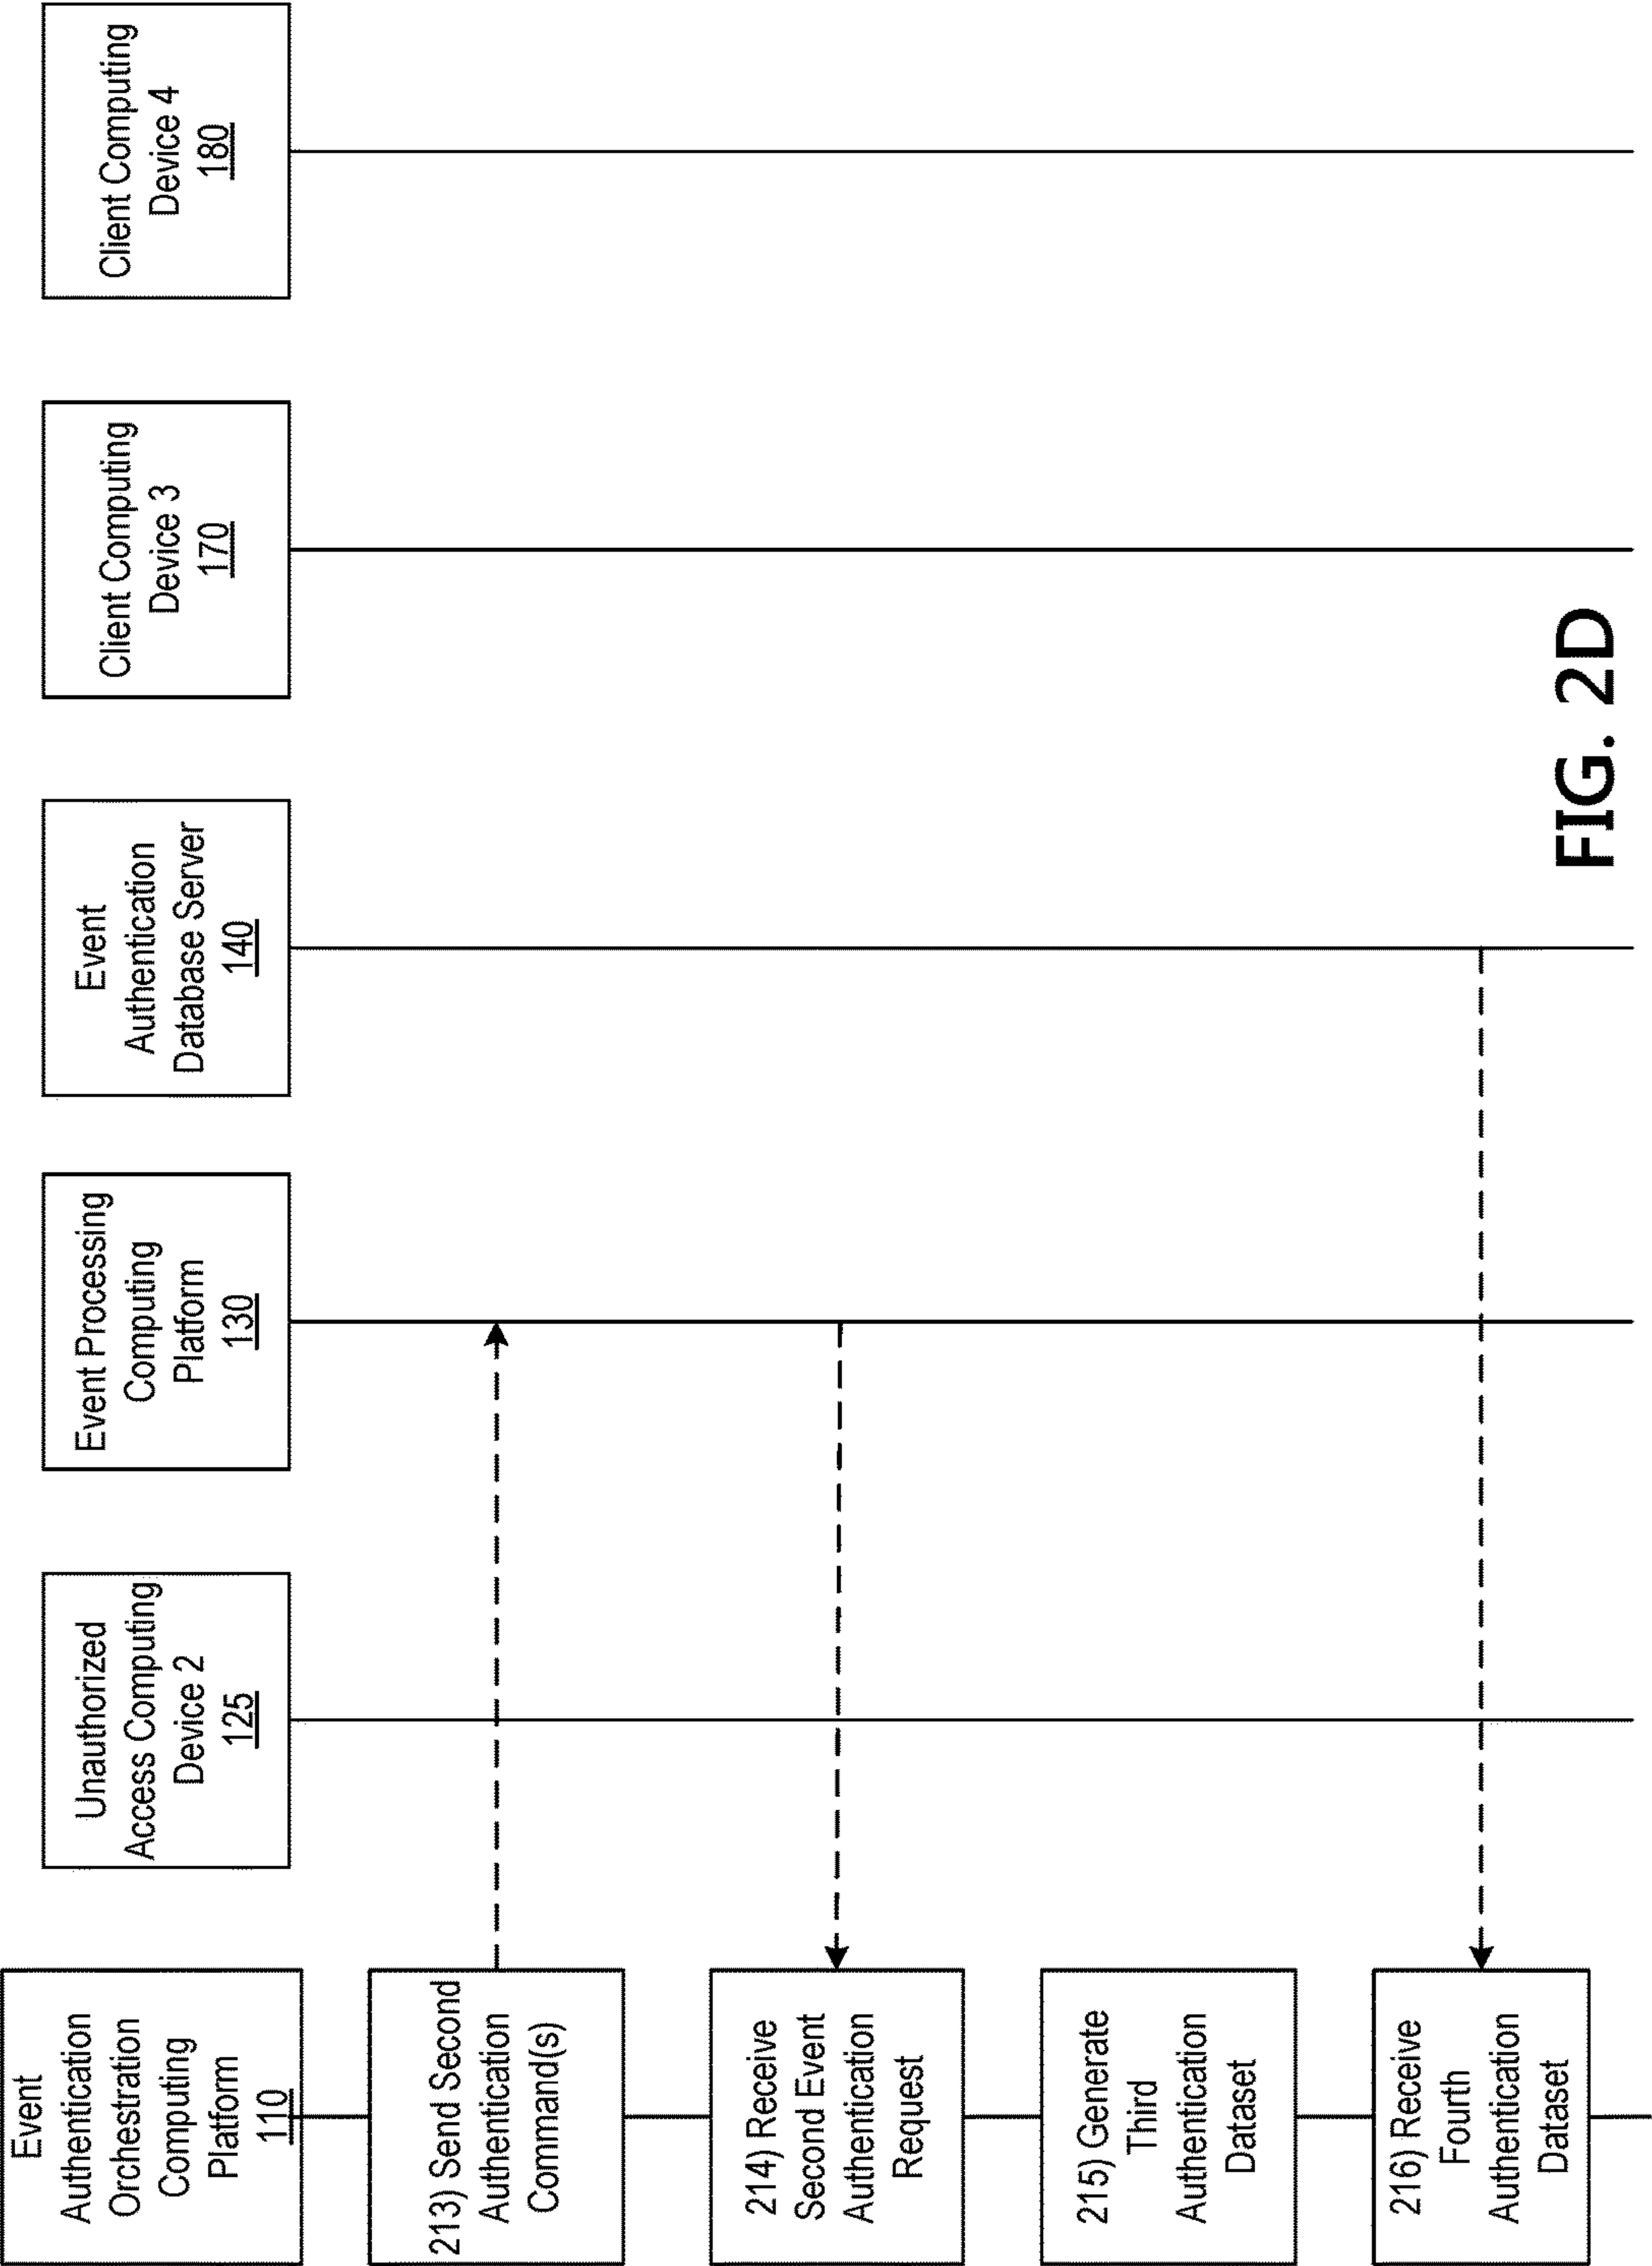 Event
Authentication
Orchestration
Computing
Platform
110
Unauthorized
Access Computing
Device 2
125
Event Processing
Computing
Platform
130
Event
Authentication
Database Server
140
Client Computing
Device 3
170
Client Computing
Device 4
180
213) Send Second
Authentication
Command(s)
214) Receive
Second Event
Authentication
Request
215) Generate
Third
Authentication
Dataset
216) Receive
Fourth
Authentication
Dataset
FIG. 2D